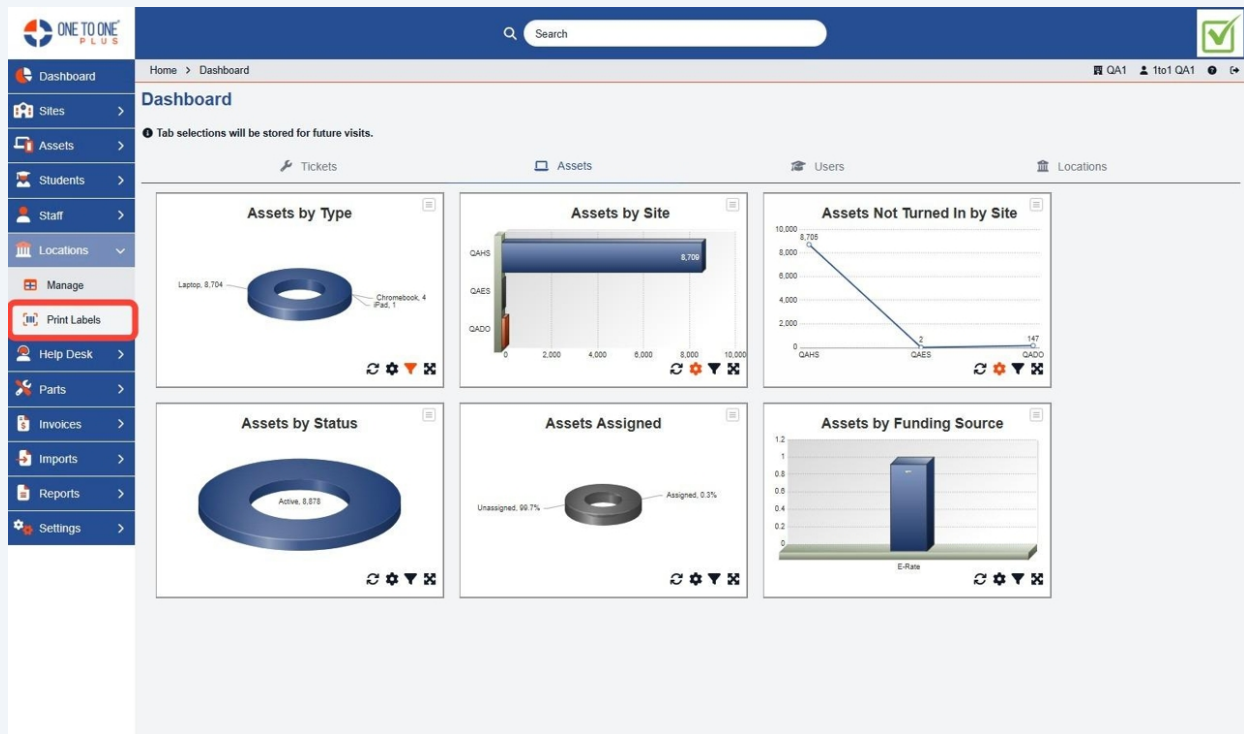 ONE TO ONE
PLUS
Search
Home > Dashboard
QA1 1to1 QA1
Dashboard
Sites
Assets
Students
Staff
Locations
Manage
Print Labels
Help Desk
Parts
Invoices
Imports
Reports
Settings
Dashboard
Tab selections will be stored for future visits.
Tickets Assets Users Locations
Assets by Type
Laptop, 8,704
Chromebook, 4
iPad, 1
Assets by Site
QAHS
8,709
QAES
QADO
0 2,000 4,000 6,000 8,000 10,000
Assets Not Turned In by Site
10,000
8,705
8,000
6,000
4,000
2,000
0
2
147
QAHS QAES QADO
Assets by Status
Active, 8,878
Assets Assigned
Unassigned, 99.7%
Assigned, 0.3%
Assets by Funding Source
1.2
1
0.8
0.6
0.4
0.2
0
E-Rate